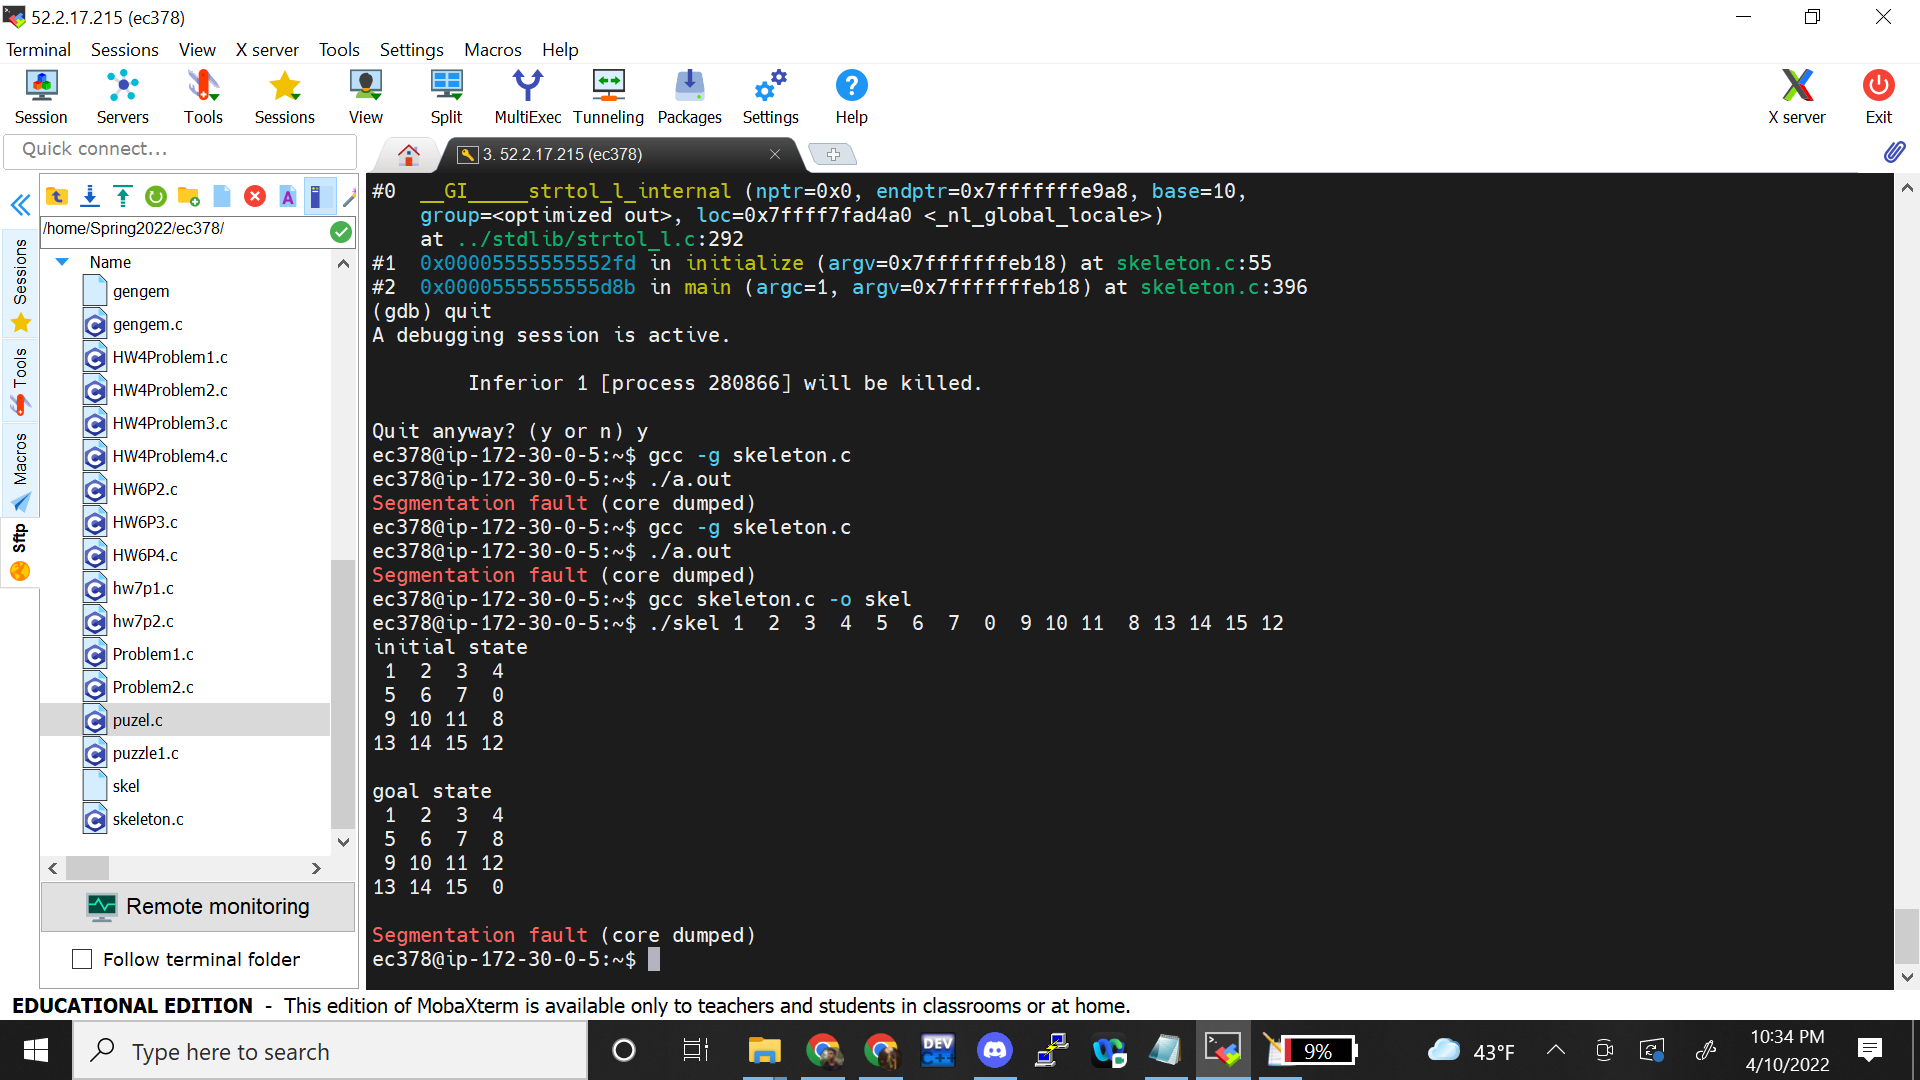 52.2.17.215 (ec378)
Terminal Sessions View X server Tools Settings Macros Help
Session Servers Tools Sessions View Split MultiExec Tunneling Packages Settings Help X server Exit
Quick connect...
3. 52.2.17.215 (ec378)
/home/Spring2022/ec378/
Name
gengem
gengem.c
HW4Problem1.c
HW4Problem2.c
HW4Problem3.c
HW4Problem4.c
HW6P2.c
HW6P3.c
HW6P4.c
hw7p1.c
hw7p2.c
Problem1.c
Problem2.c
puzel.c
puzzle1.c
skel
skeleton.c
Sessions
Tools
Macros
Sftp
Remote monitoring
Follow terminal folder
#0  __GI_____strtol_l_internal (nptr=0x0, endptr=0x7fffffffe9a8, base=10,
    group=<optimized out>, loc=0x7ffff7fad4a0 <_nl_global_locale>)
    at ../stdlib/strtol_l.c:292
#1  0x00005555555552fd in initialize (argv=0x7fffffffeb18) at skeleton.c:55
#2  0x0000555555555d8b in main (argc=1, argv=0x7fffffffeb18) at skeleton.c:396
(gdb) quit
A debugging session is active.
        Inferior 1 [process 280866] will be killed.
Quit anyway? (y or n) y
ec378@ip-172-30-0-5:~$ gcc -g skeleton.c
ec378@ip-172-30-0-5:~$ ./a.out
Segmentation fault (core dumped)
ec378@ip-172-30-0-5:~$ gcc -g skeleton.c
ec378@ip-172-30-0-5:~$ ./a.out
Segmentation fault (core dumped)
ec378@ip-172-30-0-5:~$ gcc skeleton.c -o skel
ec378@ip-172-30-0-5:~$ ./skel 1  2  3  4  5  6  7  0  9 10 11  8 13 14 15 12
initial state
 1  2  3  4
 5  6  7  0
 9 10 11  8
13 14 15 12
goal state
 1  2  3  4
 5  6  7  8
 9 10 11 12
13 14 15  0
Segmentation fault (core dumped)
ec378@ip-172-30-0-5:~$
EDUCATIONAL EDITION - This edition of MobaXterm is available only to teachers and students in classrooms or at home.
Type here to search
DEV C++
9%
43°F
10:34 PM
4/10/2022